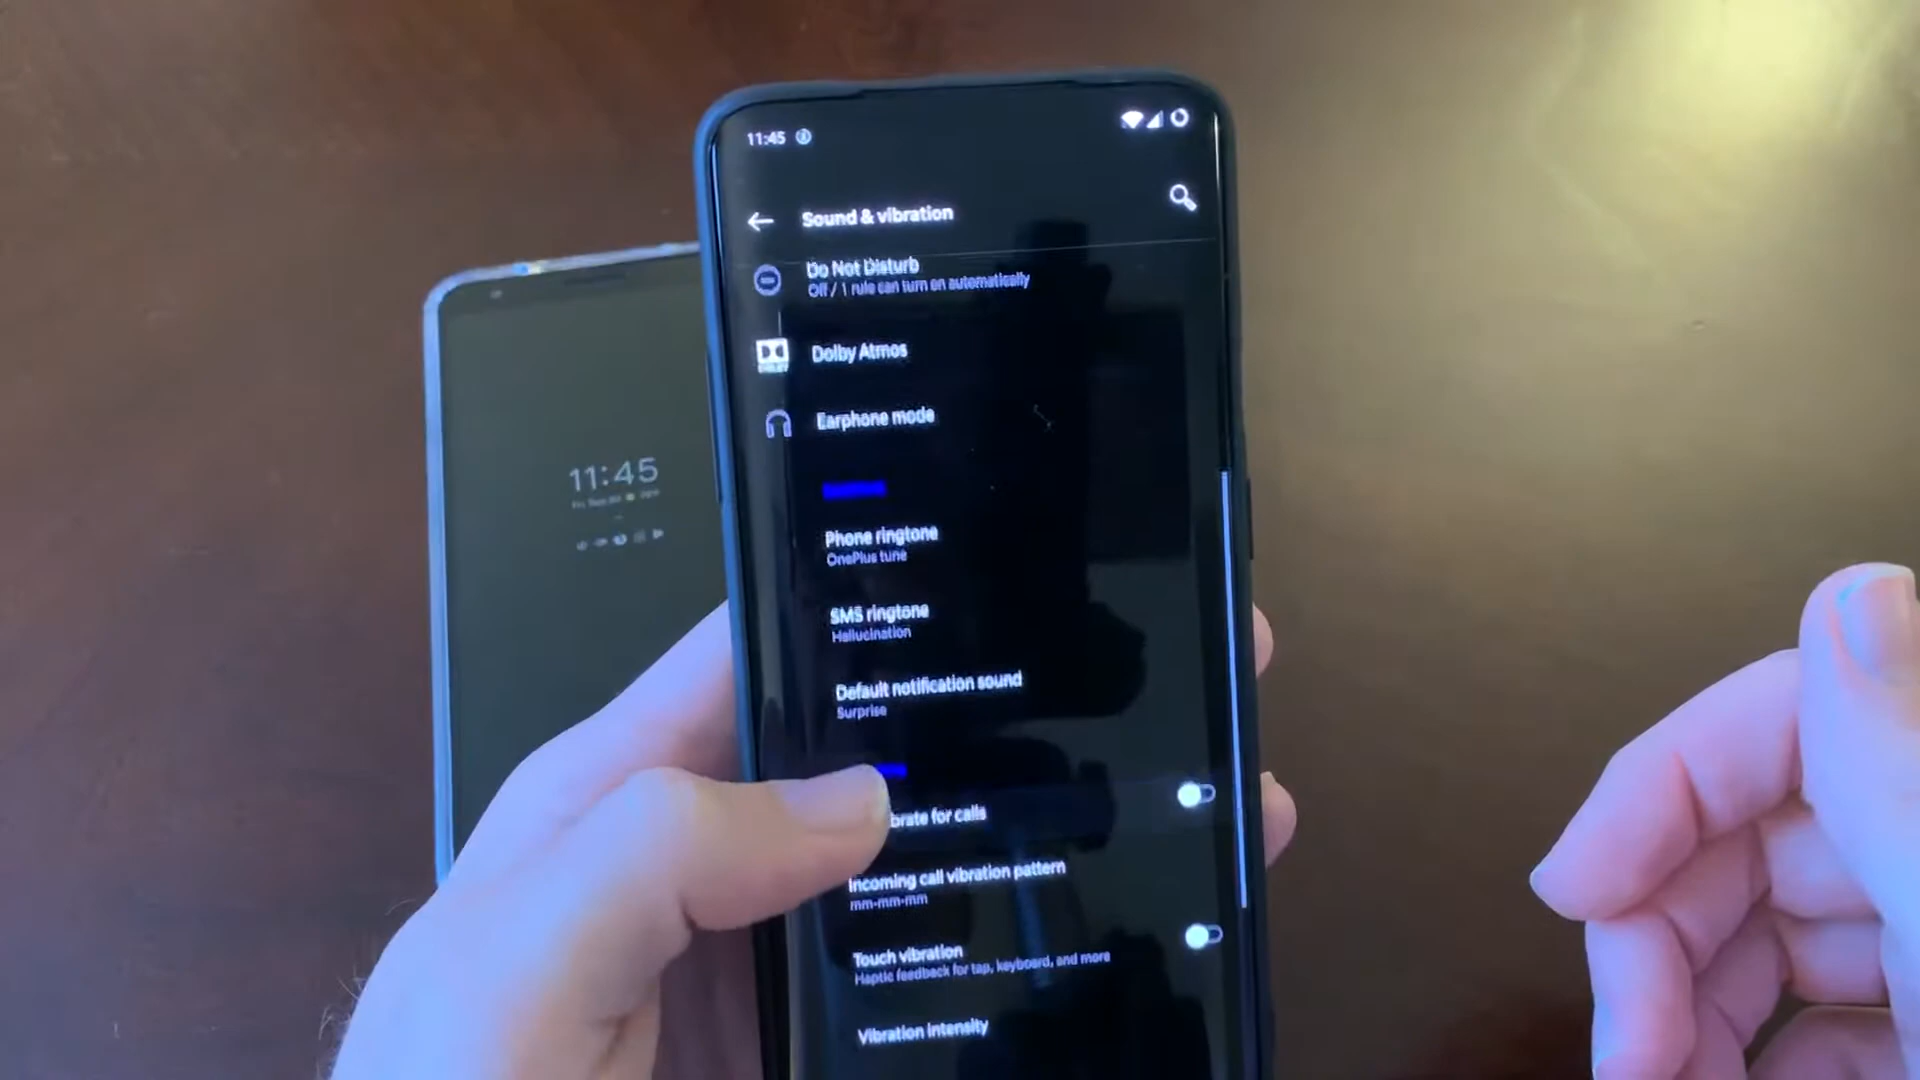 11:45
Sound & vibration
Do Not Disturb
Off / 1 rule can turn on automatically
Dolby Atmos
Earphone mode
Phone ringtone
OnePlus tune
SMS ringtone
Hallucination
Default notification sound
Surprise
brate for calls
Incoming call vibration pattern
mm-mm-mm
Touch vibration
Haptic feedback for tap, keyboard, and more
Vibration intensity
11:45